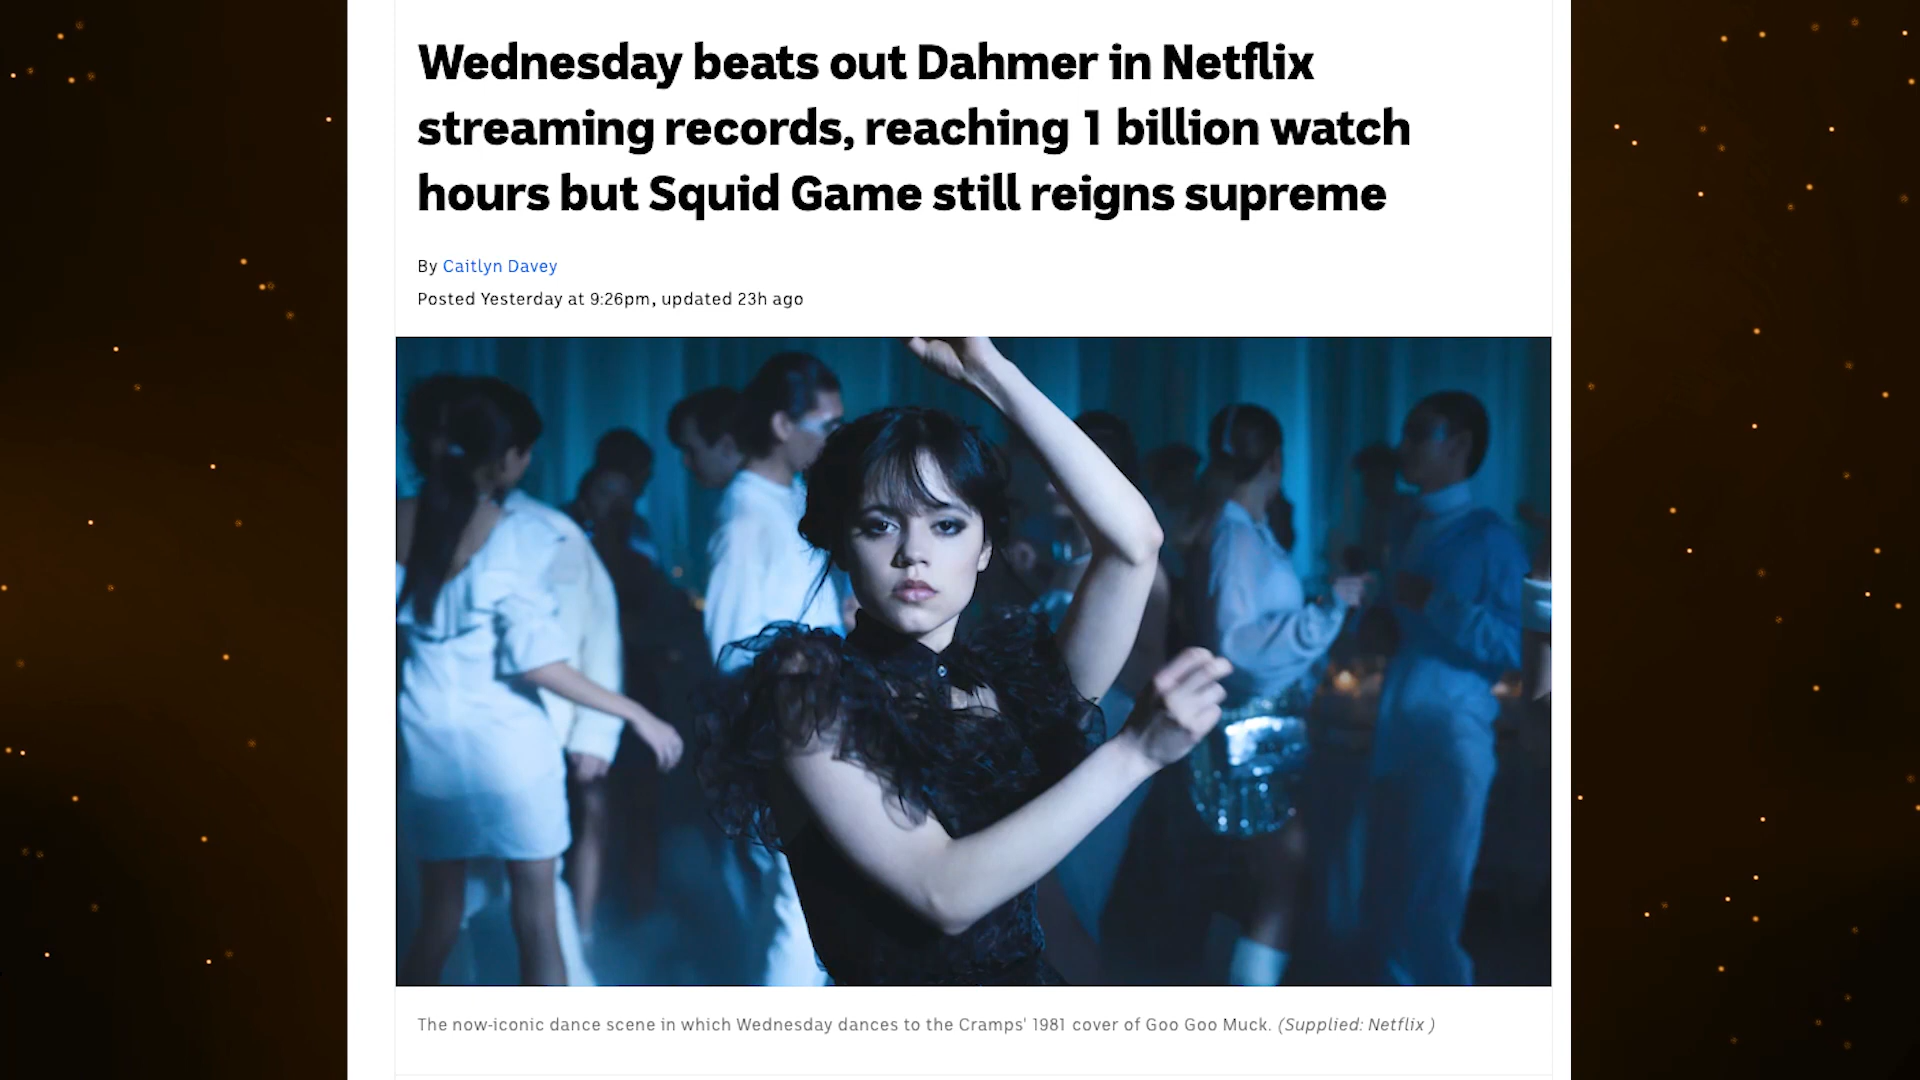 Wednesday beats out Dahmer in Netflix
streaming records, reaching 1 billion watch
hours but Squid Game still reigns supreme
By Caitlyn Davey
Posted Yesterday at 9:26pm, updated 23h ago
The now-iconic dance scene in which Wednesday dances to the Cramps' 1981 cover of Goo Goo Muck. (Supplied: Netflix )